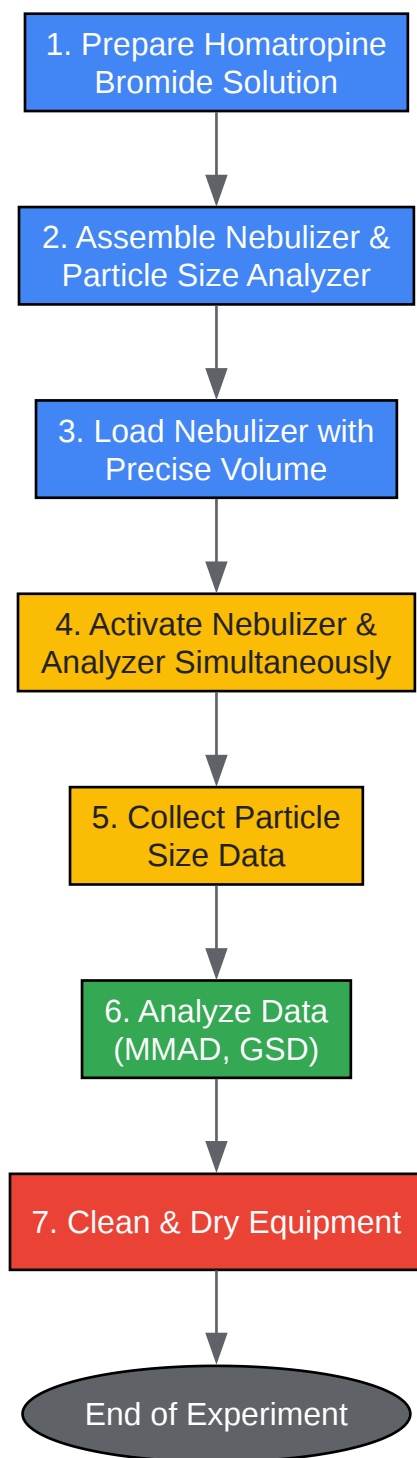 1. Prepare Homatropine
Bromide Solution
2. Assemble Nebulizer &
Particle Size Analyzer
3. Load Nebulizer with
Precise Volume
4. Activate Nebulizer &
Analyzer Simultaneously
5. Collect Particle
Size Data
6. Analyze Data
(MMAD, GSD)
7. Clean & Dry Equipment
End of Experiment